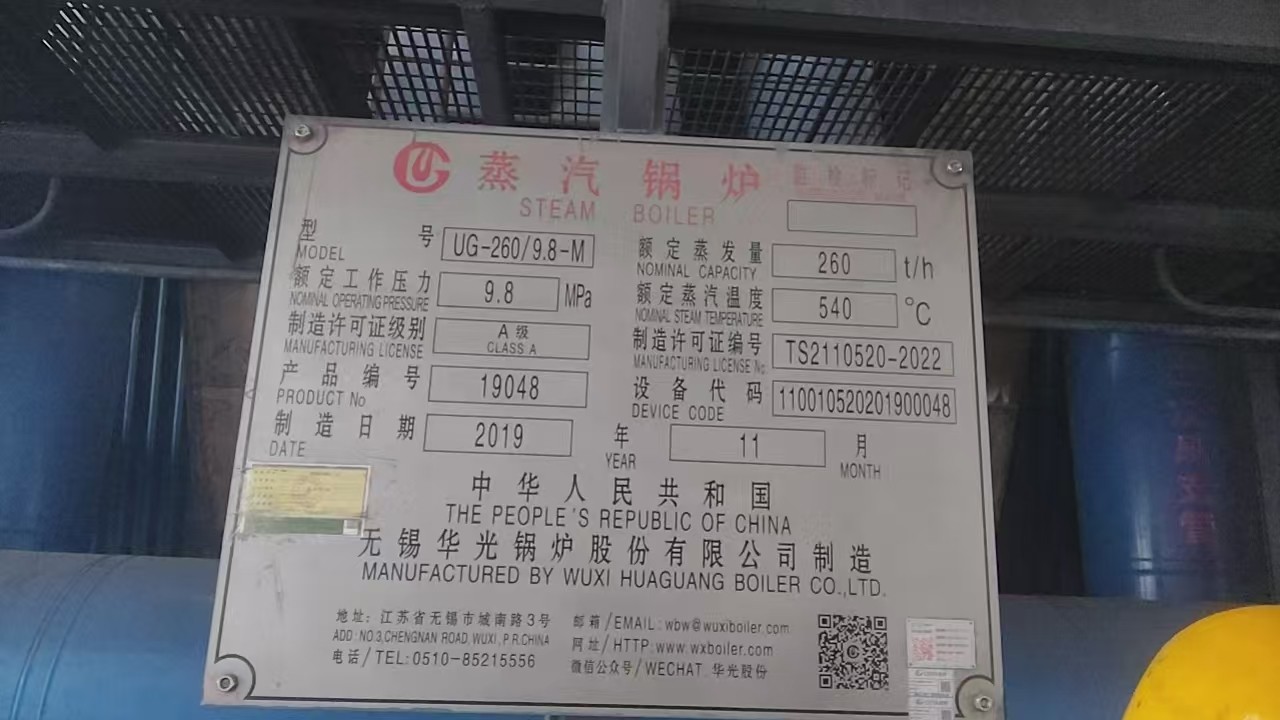 UG 蒸汽锅炉 监检标记
STEAM BOILER
型号 UG-260/9.8-M 额定蒸发量 260 t/h
MODEL NOMINAL CAPACITY
额定工作压力 9.8 MPa 额定蒸汽温度 540 ℃
NOMINAL OPERATING PRESSURE NOMINAL STEAM TEMPERATURE
制造许可证级别 A级 制造许可证编号 TS2110520-2022
MANUFACTURING LICENSE CLASS A MANUFACTURING LICENSE No
产品编号 19048 设备代码 110010520201900048
PRODUCT No DEVICE CODE
制造日期 2019 年 11 月
DATE YEAR MONTH
中华人民共和国
THE PEOPLE'S REPUBLIC OF CHINA
无锡华光锅炉股份有限公司制造
MANUFACTURED BY WUXI HUAGUANG BOILER CO.,LTD.
地址: 江苏省无锡市城南路3号 邮箱/EMAIL: wbw@wuxiboiler.com
ADD: NO.3,CHENGNAN ROAD,WUXI,P.R.CHINA 网址/HTTP: www.wxboiler.com
电话/TEL: 0510-85215556 微信公众号/WECHAT: 华光股份